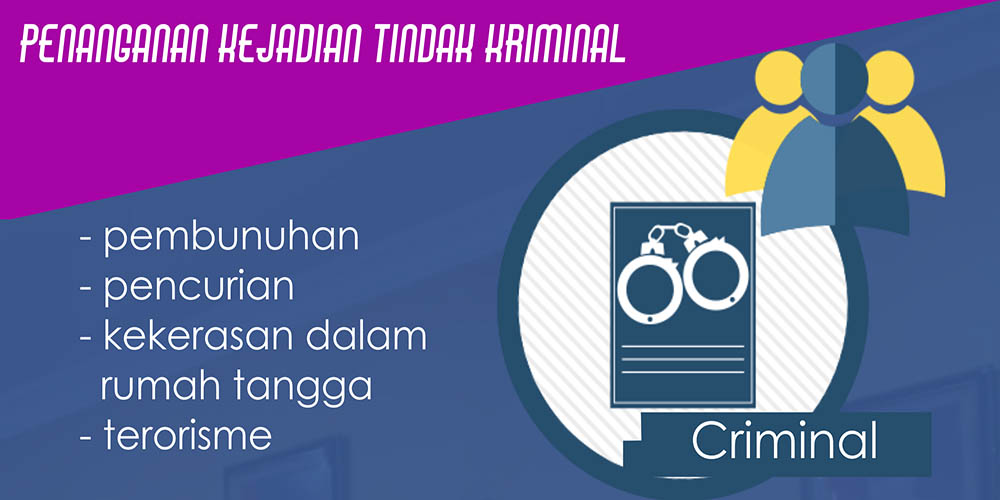 PENANGANAN KEJADIAN TINDAK KRIMINAL
- pembunuhan
- pencurian
- kekerasan dalam
rumah tangga
- terorisme
Criminal